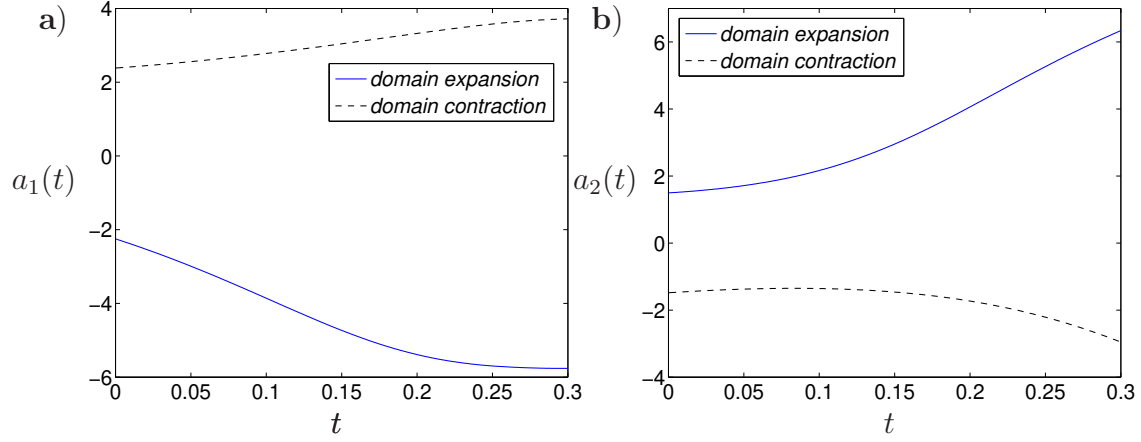 a)
4
2
0
−2
−4
−6
a₁(t)
domain expansion
domain contraction
0
0.05
0.1
0.15
0.2
0.25
0.3
t
b)
6
4
2
0
−2
−4
a₂(t)
domain expansion
domain contraction
0
0.05
0.1
0.15
0.2
0.25
0.3
t